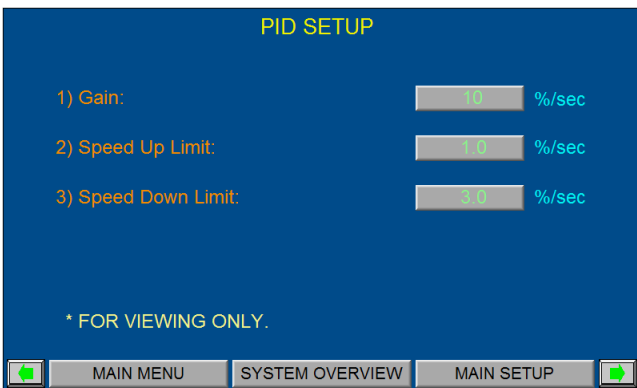 PID SETUP
1) Gain: 10 %/sec
2) Speed Up Limit: 1.0 %/sec
3) Speed Down Limit: 3.0 %/sec
* FOR VIEWING ONLY.
MAIN MENU SYSTEM OVERVIEW MAIN SETUP